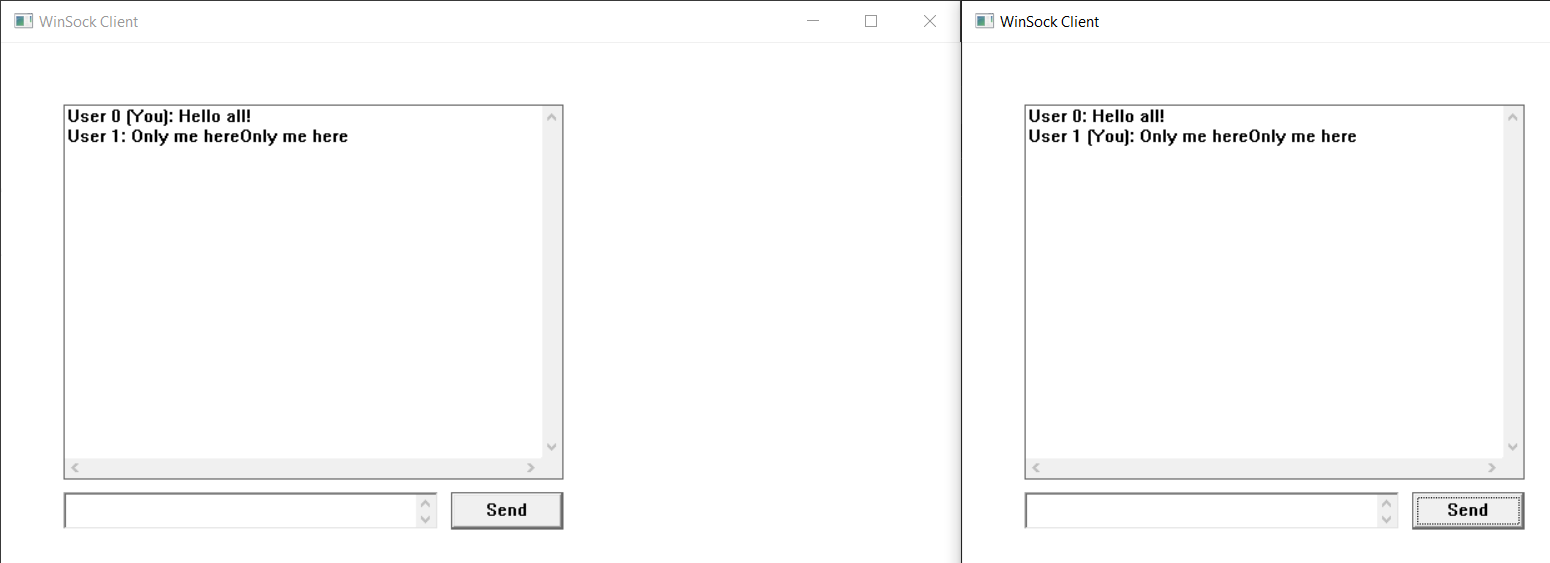 WinSock Client
User 0 (You): Hello all!
User 1: Only me hereOnly me here
Send
WinSock Client
User 0: Hello all!
User 1 (You): Only me hereOnly me here
Send